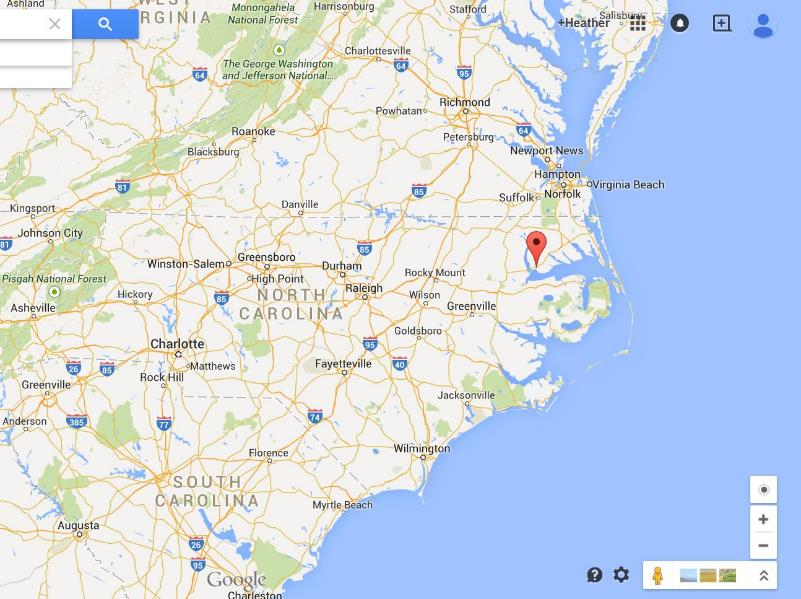 Ashland
WEST
VIRGINIA
Monongahela
National Forest
Harrisonburg
Stafford
Salisbury
+Heather
Charlottesville
64
The George Washington
and Jefferson National...
64
95
Richmond
Powhatan
Roanoke
Petersburg
64
Blacksburg
Newport News
Hampton
81
85
Virginia Beach
Norfolk
Suffolk
Kingsport
Danville
Johnson City
81
85
Greensboro
Winston-Salem
Durham
High Point
Rocky Mount
Pisgah National Forest
Raleigh
Hickory
85
NORTH
CAROLINA
Wilson
Greenville
Asheville
Goldsboro
Charlotte
95
40
26
85
Matthews
Fayetteville
Rock Hill
Greenville
Jacksonville
Anderson
385
77
74
Wilmington
Florence
SOUTH
CAROLINA
Myrtle Beach
Augusta
26
95
Google
Charleston